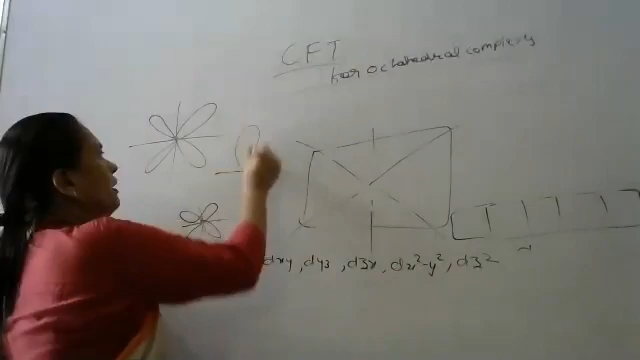 CFT
for octahedral complexes
dxy, dyz, dzx, dx²-y², dz²